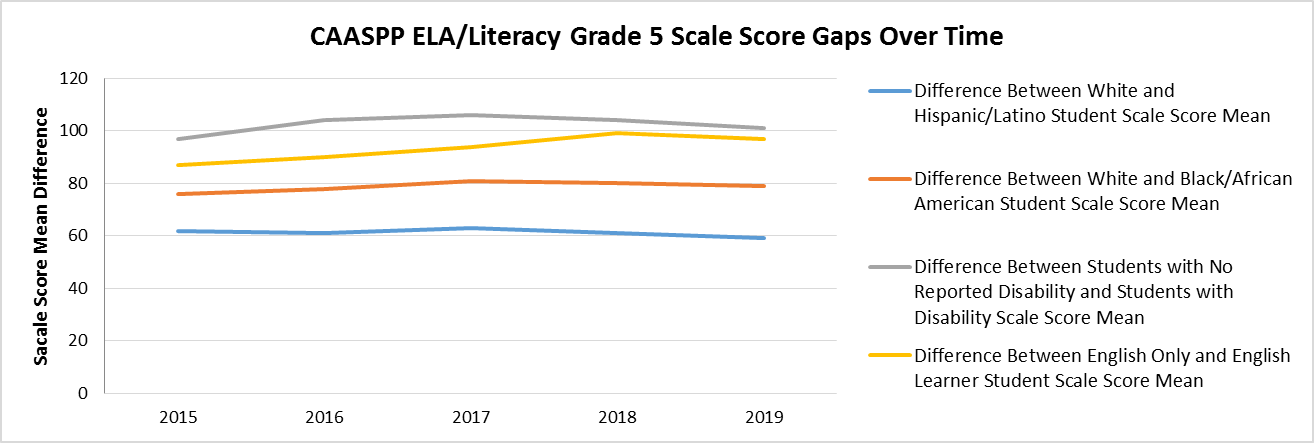 CAASPP ELA/Literacy Grade 5 Scale Score Gaps Over Time
Sacale Score Mean Difference
120
100
80
60
40
20
0
2015 2016 2017 2018 2019
Difference Between White and
Hispanic/Latino Student Scale Score Mean
Difference Between White and Black/African
American Student Scale Score Mean
Difference Between Students with No
Reported Disability and Students with
Disability Scale Score Mean
Difference Between English Only and English
Learner Student Scale Score Mean